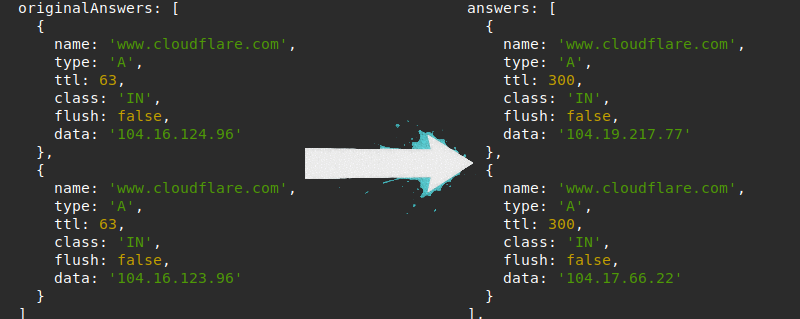 originalAnswers: [
{
name: 'www.cloudflare.com',
type: 'A',
ttl: 63,
class: 'IN',
flush: false,
data: '104.16.124.96'
},
{
name: 'www.cloudflare.com',
type: 'A',
ttl: 63,
class: 'IN',
flush: false,
data: '104.16.123.96'
}
]
answers: [
{
name: 'www.cloudflare.com',
type: 'A',
ttl: 300,
class: 'IN',
flush: false,
data: '104.19.217.77'
},
{
name: 'www.cloudflare.com',
type: 'A',
ttl: 300,
class: 'IN',
flush: false,
data: '104.17.66.22'
}
],